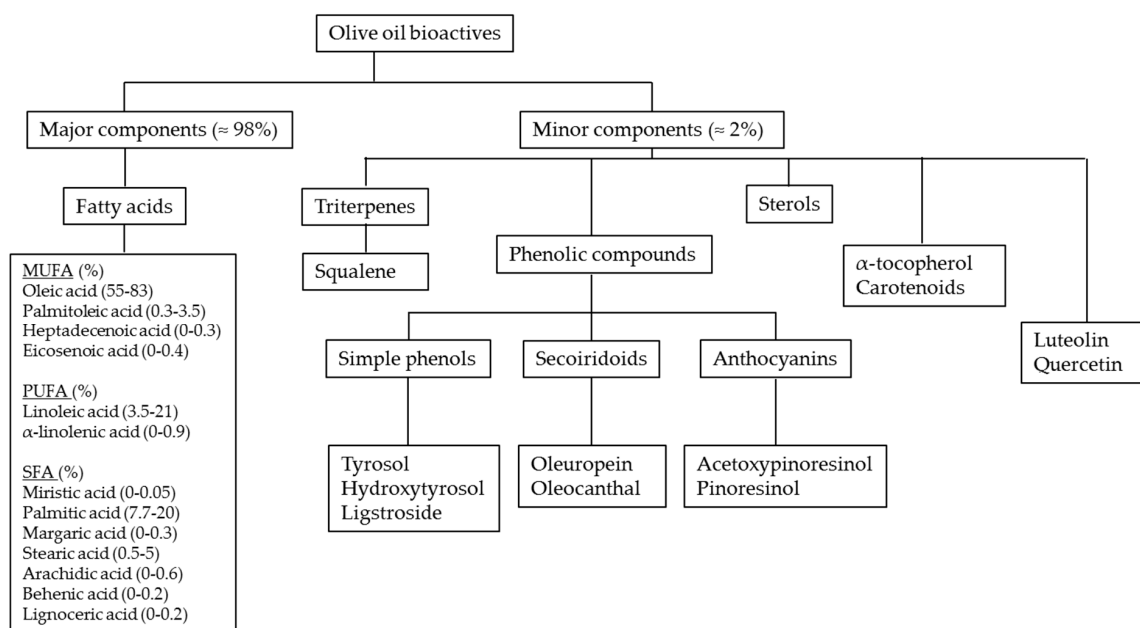 Olive oil bioactives
Major components (≈ 98%)
Minor components (≈ 2%)
Fatty acids
Triterpenes
Sterols
Phenolic compounds
Squalene
α-tocopherol
Carotenoids
MUFA (%)
Oleic acid (55-83)
Palmitoleic acid (0.3-3.5)
Heptadecenoic acid (0-0.3)
Eicosenoic acid (0-0.4)
PUFA (%)
Linoleic acid (3.5-21)
α-linolenic acid (0-0.9)
SFA (%)
Miristic acid (0-0.05)
Palmitic acid (7.7-20)
Margaric acid (0-0.3)
Stearic acid (0.5-5)
Arachidic acid (0-0.6)
Behenic acid (0-0.2)
Lignoceric acid (0-0.2)
Simple phenols
Secoiridoids
Anthocyanins
Luteolin
Quercetin
Tyrosol
Hydroxytyrosol
Ligstroside
Oleuropein
Oleocanthal
Acetoxypinoresinol
Pinoresinol